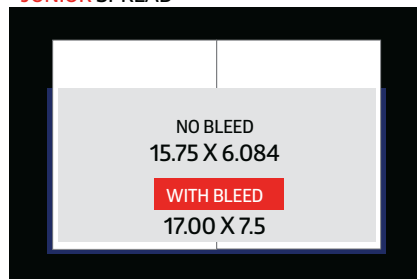 JUNIOR SPREAD
NO BLEED
15.75 X 6.084
WITH BLEED
17.00 X 7.5